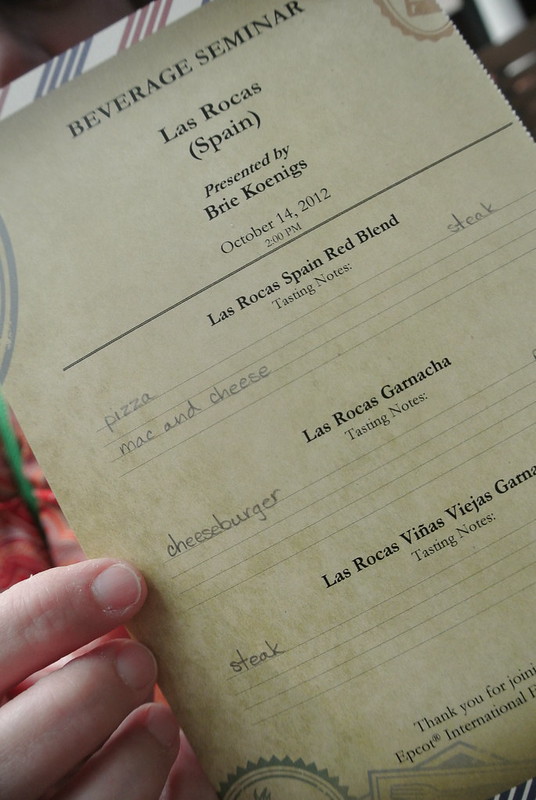 BEVERAGE SEMINAR
Las Rocas
(Spain)
Presented by
Brie Koenigs
October 14, 2012
2:00 PM
Las Rocas Spain Red Blend
Tasting Notes:
steak
pizza
mac and cheese
Las Rocas Garnacha
Tasting Notes:
cheeseburger
Las Rocas Viñas Viejas Garna
Tasting Notes:
steak
Thank you for joini
Epcot® International F